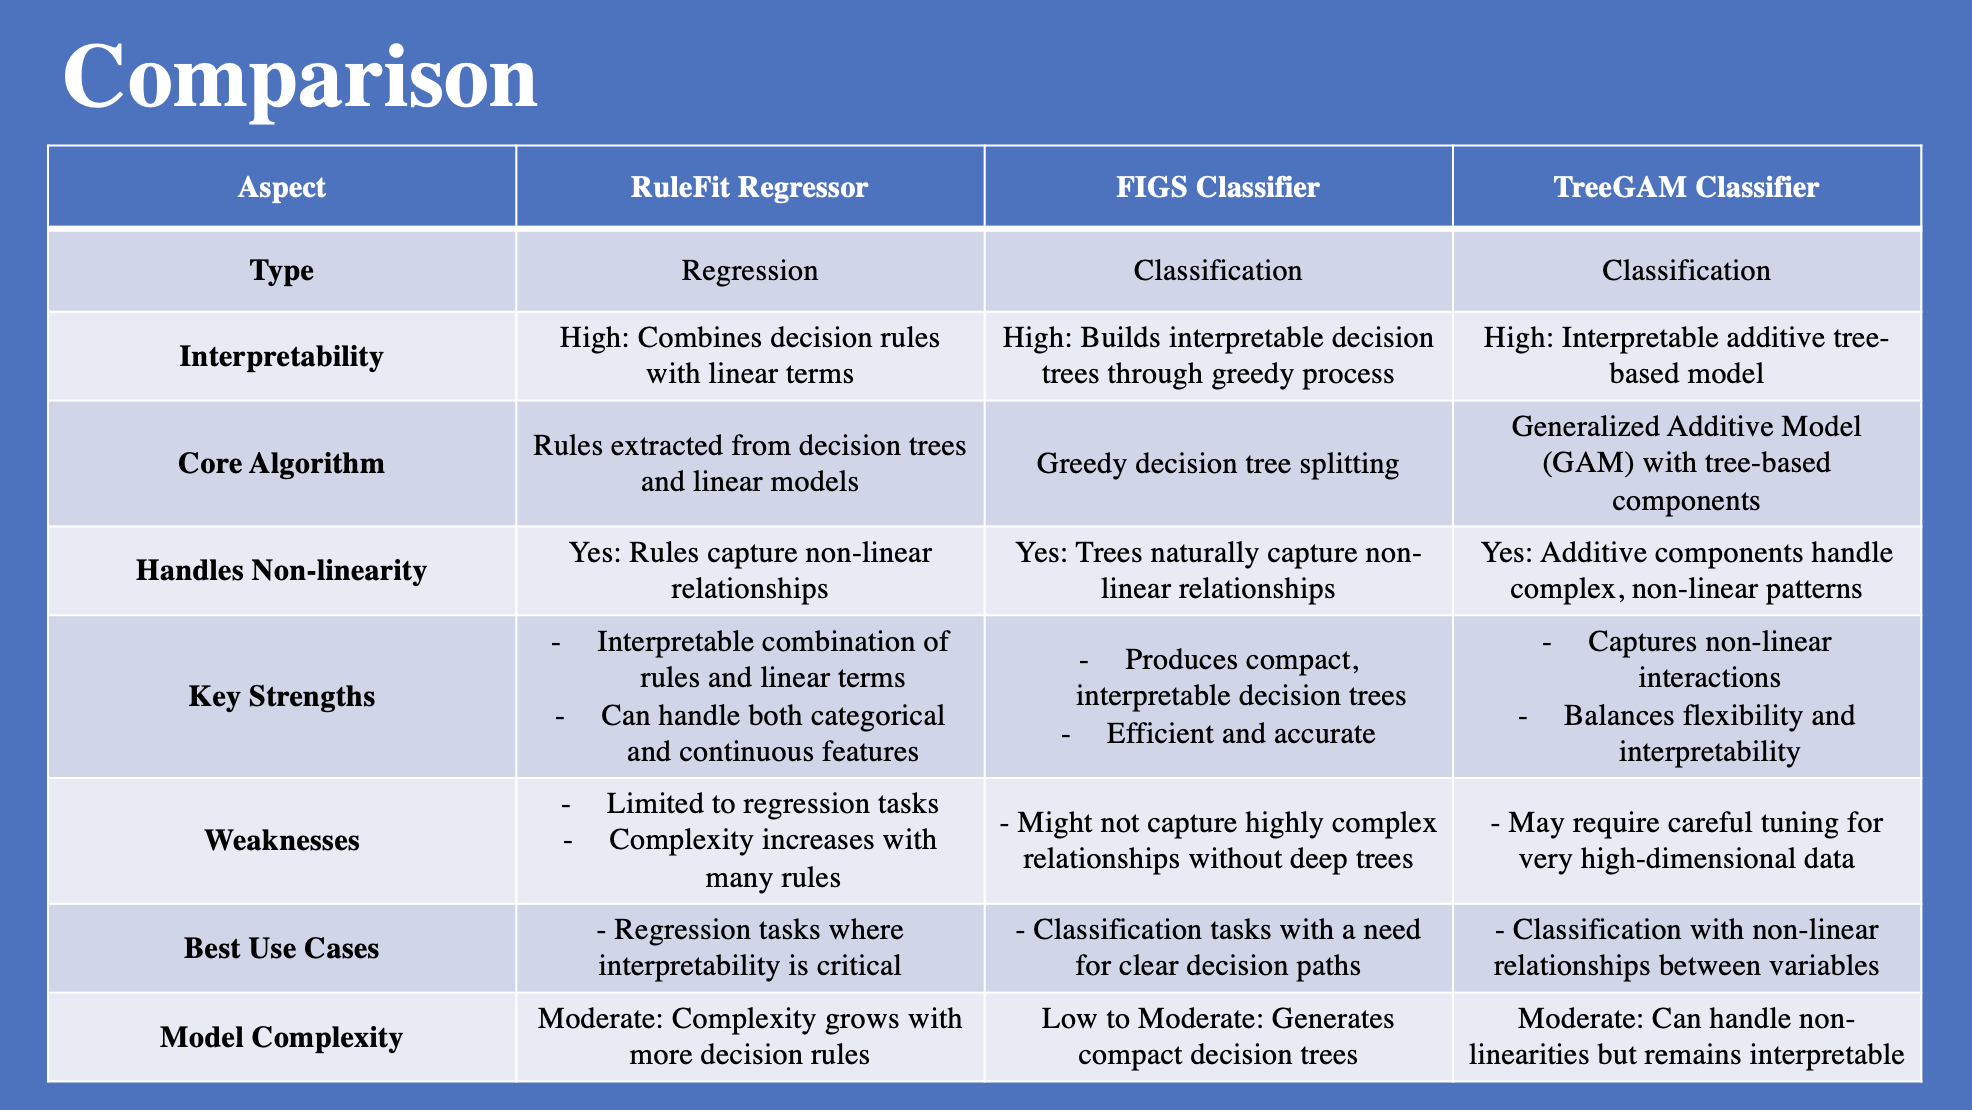 Comparison
Aspect
RuleFit Regressor
FIGS Classifier
TreeGAM Classifier
Type
Regression
Classification
Classification
Interpretability
High: Combines decision rules
with linear terms
High: Builds interpretable decision
trees through greedy process
High: Interpretable additive tree-
based model
Core Algorithm
Rules extracted from decision trees
and linear models
Greedy decision tree splitting
Generalized Additive Model
(GAM) with tree-based
components
Handles Non-linearity
Yes: Rules capture non-linear
relationships
Yes: Trees naturally capture non-
linear relationships
Yes: Additive components handle
complex, non-linear patterns
Key Strengths
- Interpretable combination of
rules and linear terms
- Can handle both categorical
and continuous features
- Produces compact,
interpretable decision trees
- Efficient and accurate
- Captures non-linear
interactions
- Balances flexibility and
interpretability
Weaknesses
- Limited to regression tasks
- Complexity increases with
many rules
- Might not capture highly complex
relationships without deep trees
- May require careful tuning for
very high-dimensional data
Best Use Cases
- Regression tasks where
interpretability is critical
- Classification tasks with a need
for clear decision paths
- Classification with non-linear
relationships between variables
Model Complexity
Moderate: Complexity grows with
more decision rules
Low to Moderate: Generates
compact decision trees
Moderate: Can handle non-
linearities but remains interpretable